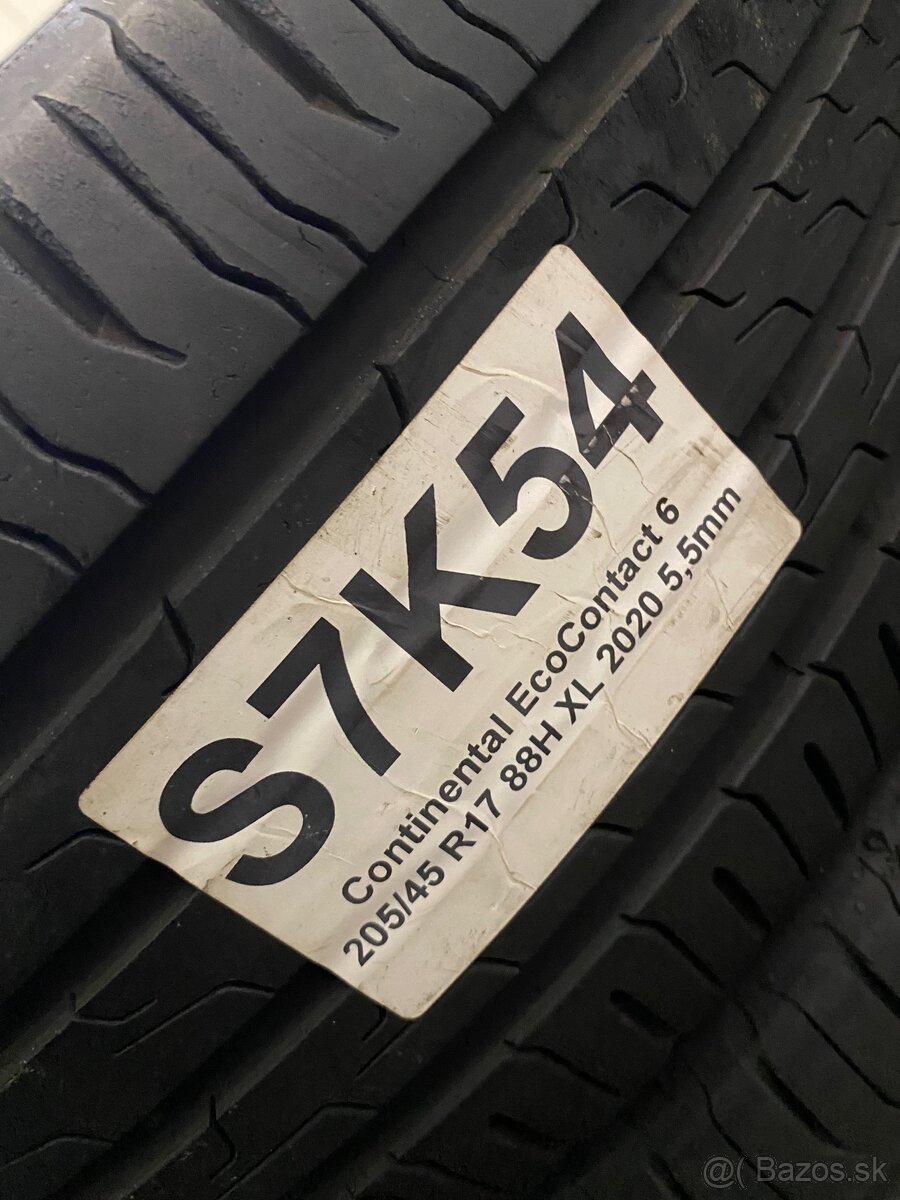 S7K54
Continental EcoContact 6
205/45 R17 88H XL 2020 5,5mm
@( Bazos.sk